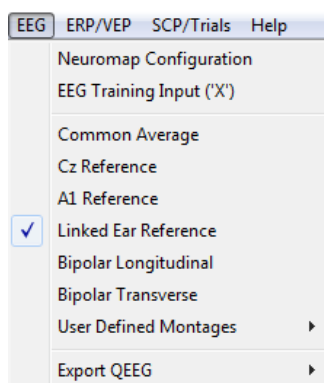 EEG ERP/VEP SCP/Trials Help
Neuromap Configuration
EEG Training Input ('X')
Common Average
Cz Reference
A1 Reference
Linked Ear Reference
Bipolar Longitudinal
Bipolar Transverse
User Defined Montages
Export QEEG